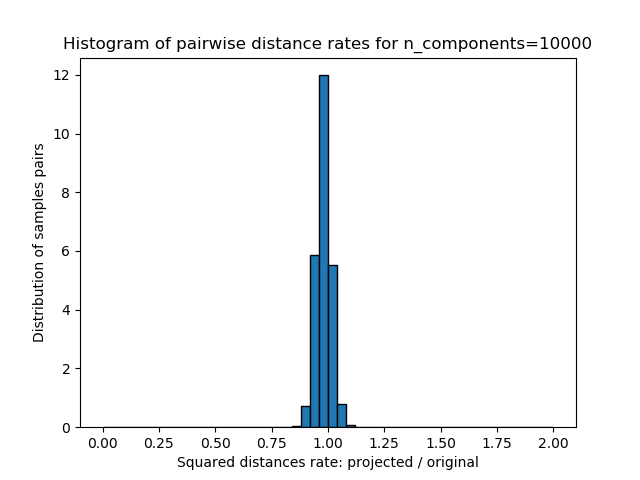 Histogram of pairwise distance rates for n_components=10000
Distribution of samples pairs
12
10
8
6
4
2
0
0.00 0.25 0.50 0.75 1.00 1.25 1.50 1.75 2.00
Squared distances rate: projected / original